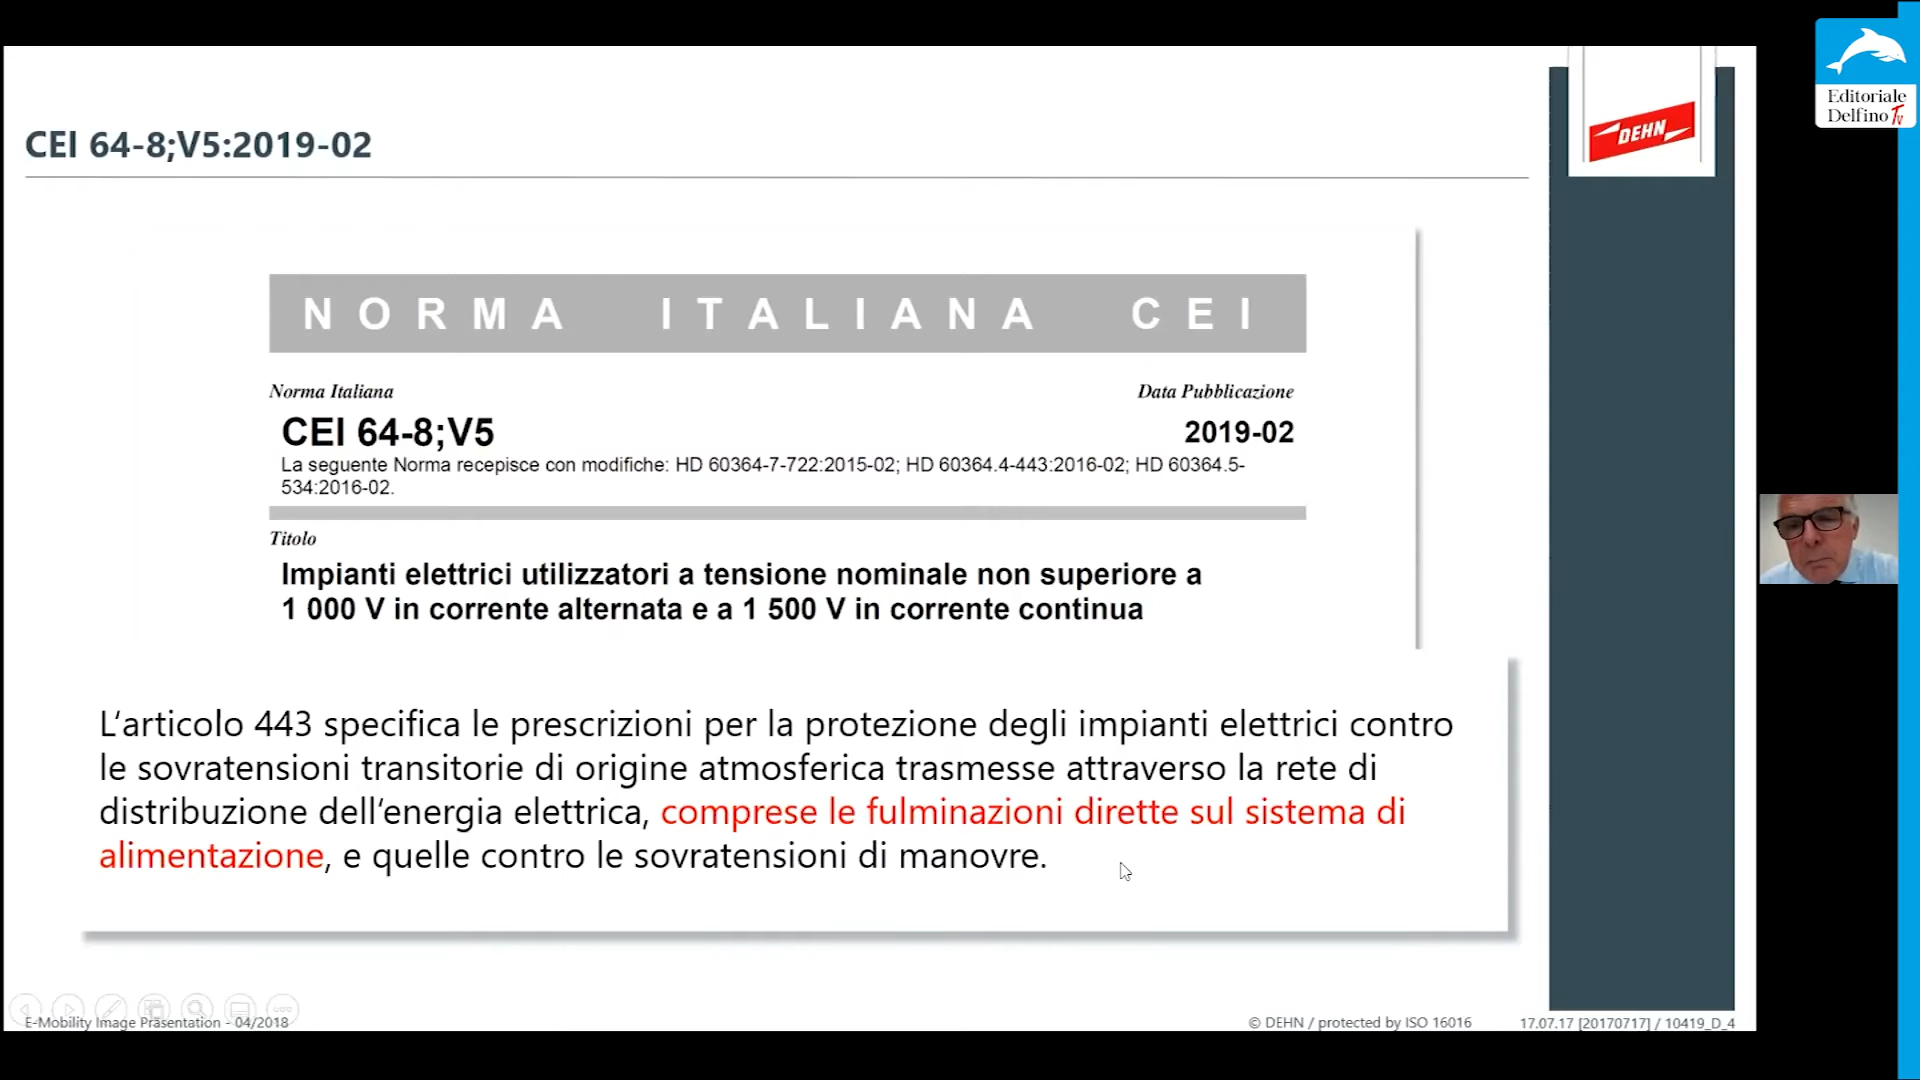 Editoriale
Delfino Tv
DEHN
CEI 64-8;V5:2019-02
NORMA ITALIANA CEI
Norma Italiana
Data Pubblicazione
CEI 64-8;V5
2019-02
La seguente Norma recepisce con modifiche: HD 60364-7-722:2015-02; HD 60364.4-443:2016-02; HD 60364.5-
534:2016-02.
Titolo
Impianti elettrici utilizzatori a tensione nominale non superiore a
1 000 V in corrente alternata e a 1 500 V in corrente continua
L‘articolo 443 specifica le prescrizioni per la protezione degli impianti elettrici contro
le sovratensioni transitorie di origine atmosferica trasmesse attraverso la rete di
distribuzione dell‘energia elettrica, comprese le fulminazioni dirette sul sistema di
alimentazione, e quelle contro le sovratensioni di manovre.
E-Mobility Image Präsentation - 04/2018
© DEHN / protected by ISO 16016
17.07.17 [20170717] / 10419_D_4